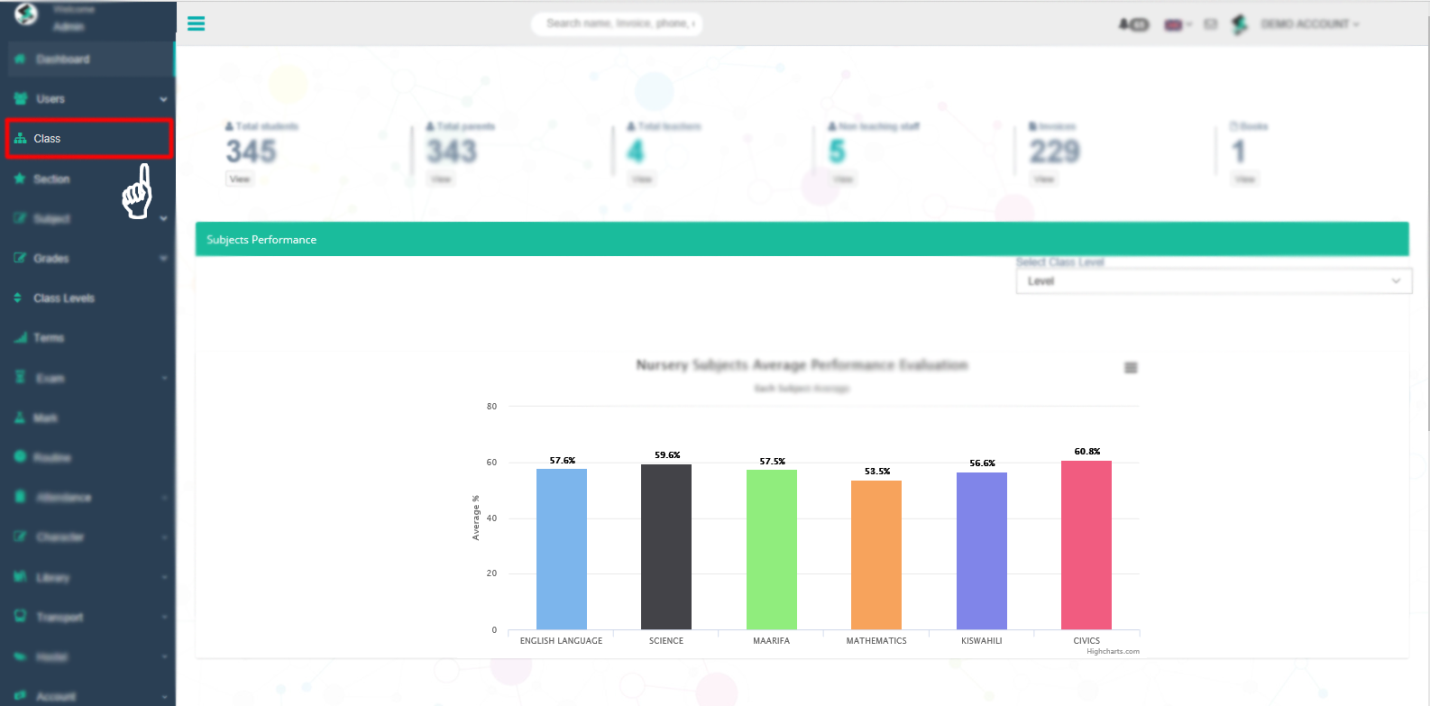 Welcome
Admin
Search name, Invoice, phone,
DEMO ACCOUNT
Dashboard
Users
Class
Section
Subject
Grades
Class Levels
Terms
Exam
Mark
Routine
Attendance
Character
Library
Transport
Hostel
Account
Total students
345
View
Total parents
343
View
Total teachers
4
View
Non teaching staff
5
View
Invoices
229
View
Books
1
View
Subjects Performance
Select Class Level
Level
Nursery Subjects Average Performance Evaluation
Each Subject Average
Average %
80
60
40
20
0
57.6%
59.6%
57.5%
53.5%
56.6%
60.8%
ENGLISH LANGUAGE
SCIENCE
MAARIFA
MATHEMATICS
KISWAHILI
CIVICS
Highcharts.com